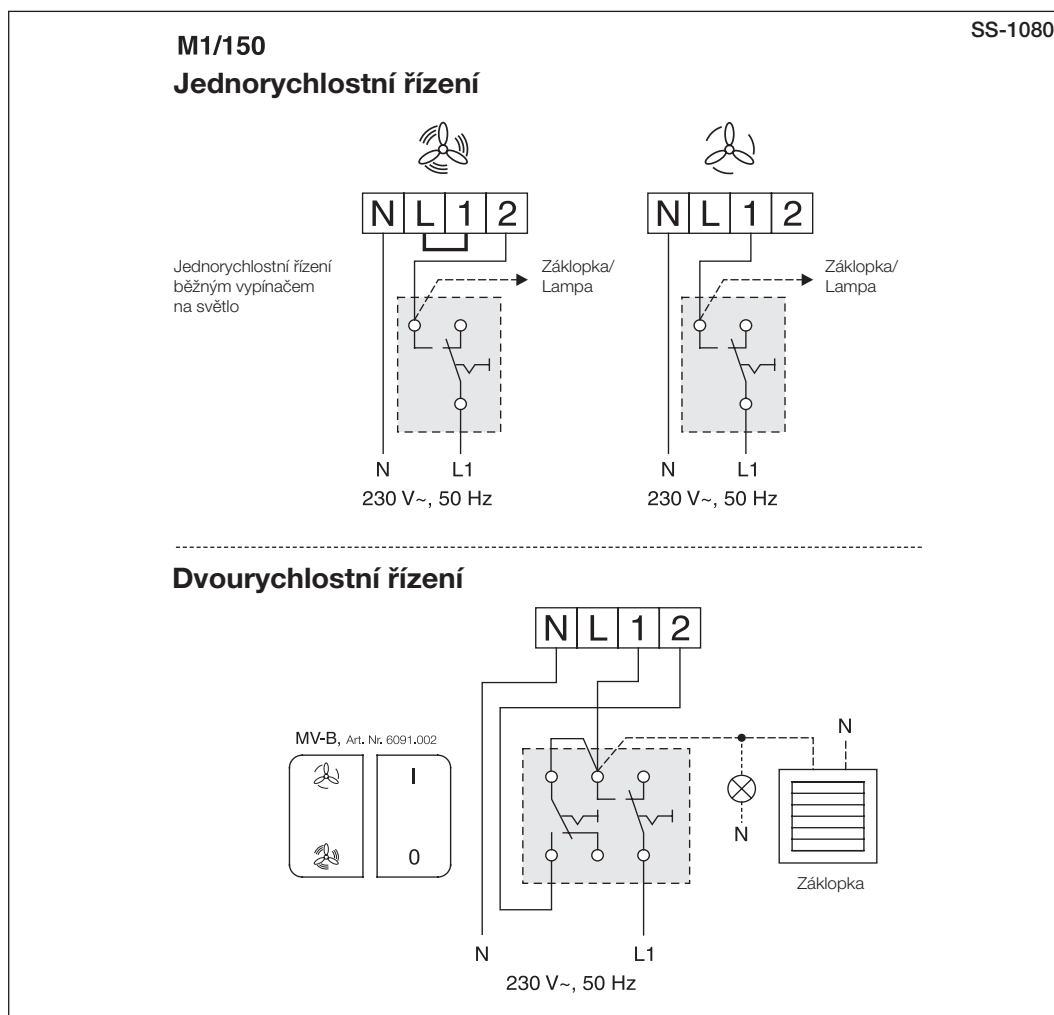 SS-1080
M1/150
Jednorychlostní řízení
N L 1 2
N L 1 2
Jednorychlostní řízení
běžným vypínačem
na světlo
Záklopka/
Lampa
Záklopka/
Lampa
N L1
230 V~, 50 Hz
N L1
230 V~, 50 Hz
Dvourychlostní řízení
N L 1 2
MV-B, Art. Nr. 6091.002
I
0
N
N
Záklopka
N L1
230 V~, 50 Hz